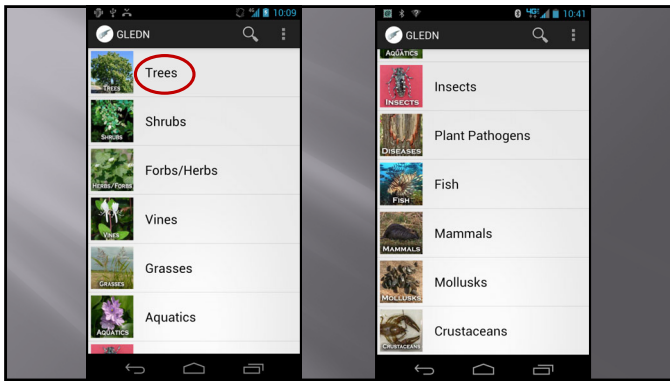 10:09
GLEDN
TREES
Trees
SHRUBS
Shrubs
HERBS/FORBS
Forbs/Herbs
VINES
Vines
GRASSES
Grasses
AQUATICS
Aquatics
4G 10:41
GLEDN
AQUATICS
INSECTS
Insects
DISEASES
Plant Pathogens
FISH
Fish
MAMMALS
Mammals
MOLLUSKS
Mollusks
CRUSTACEANS
Crustaceans